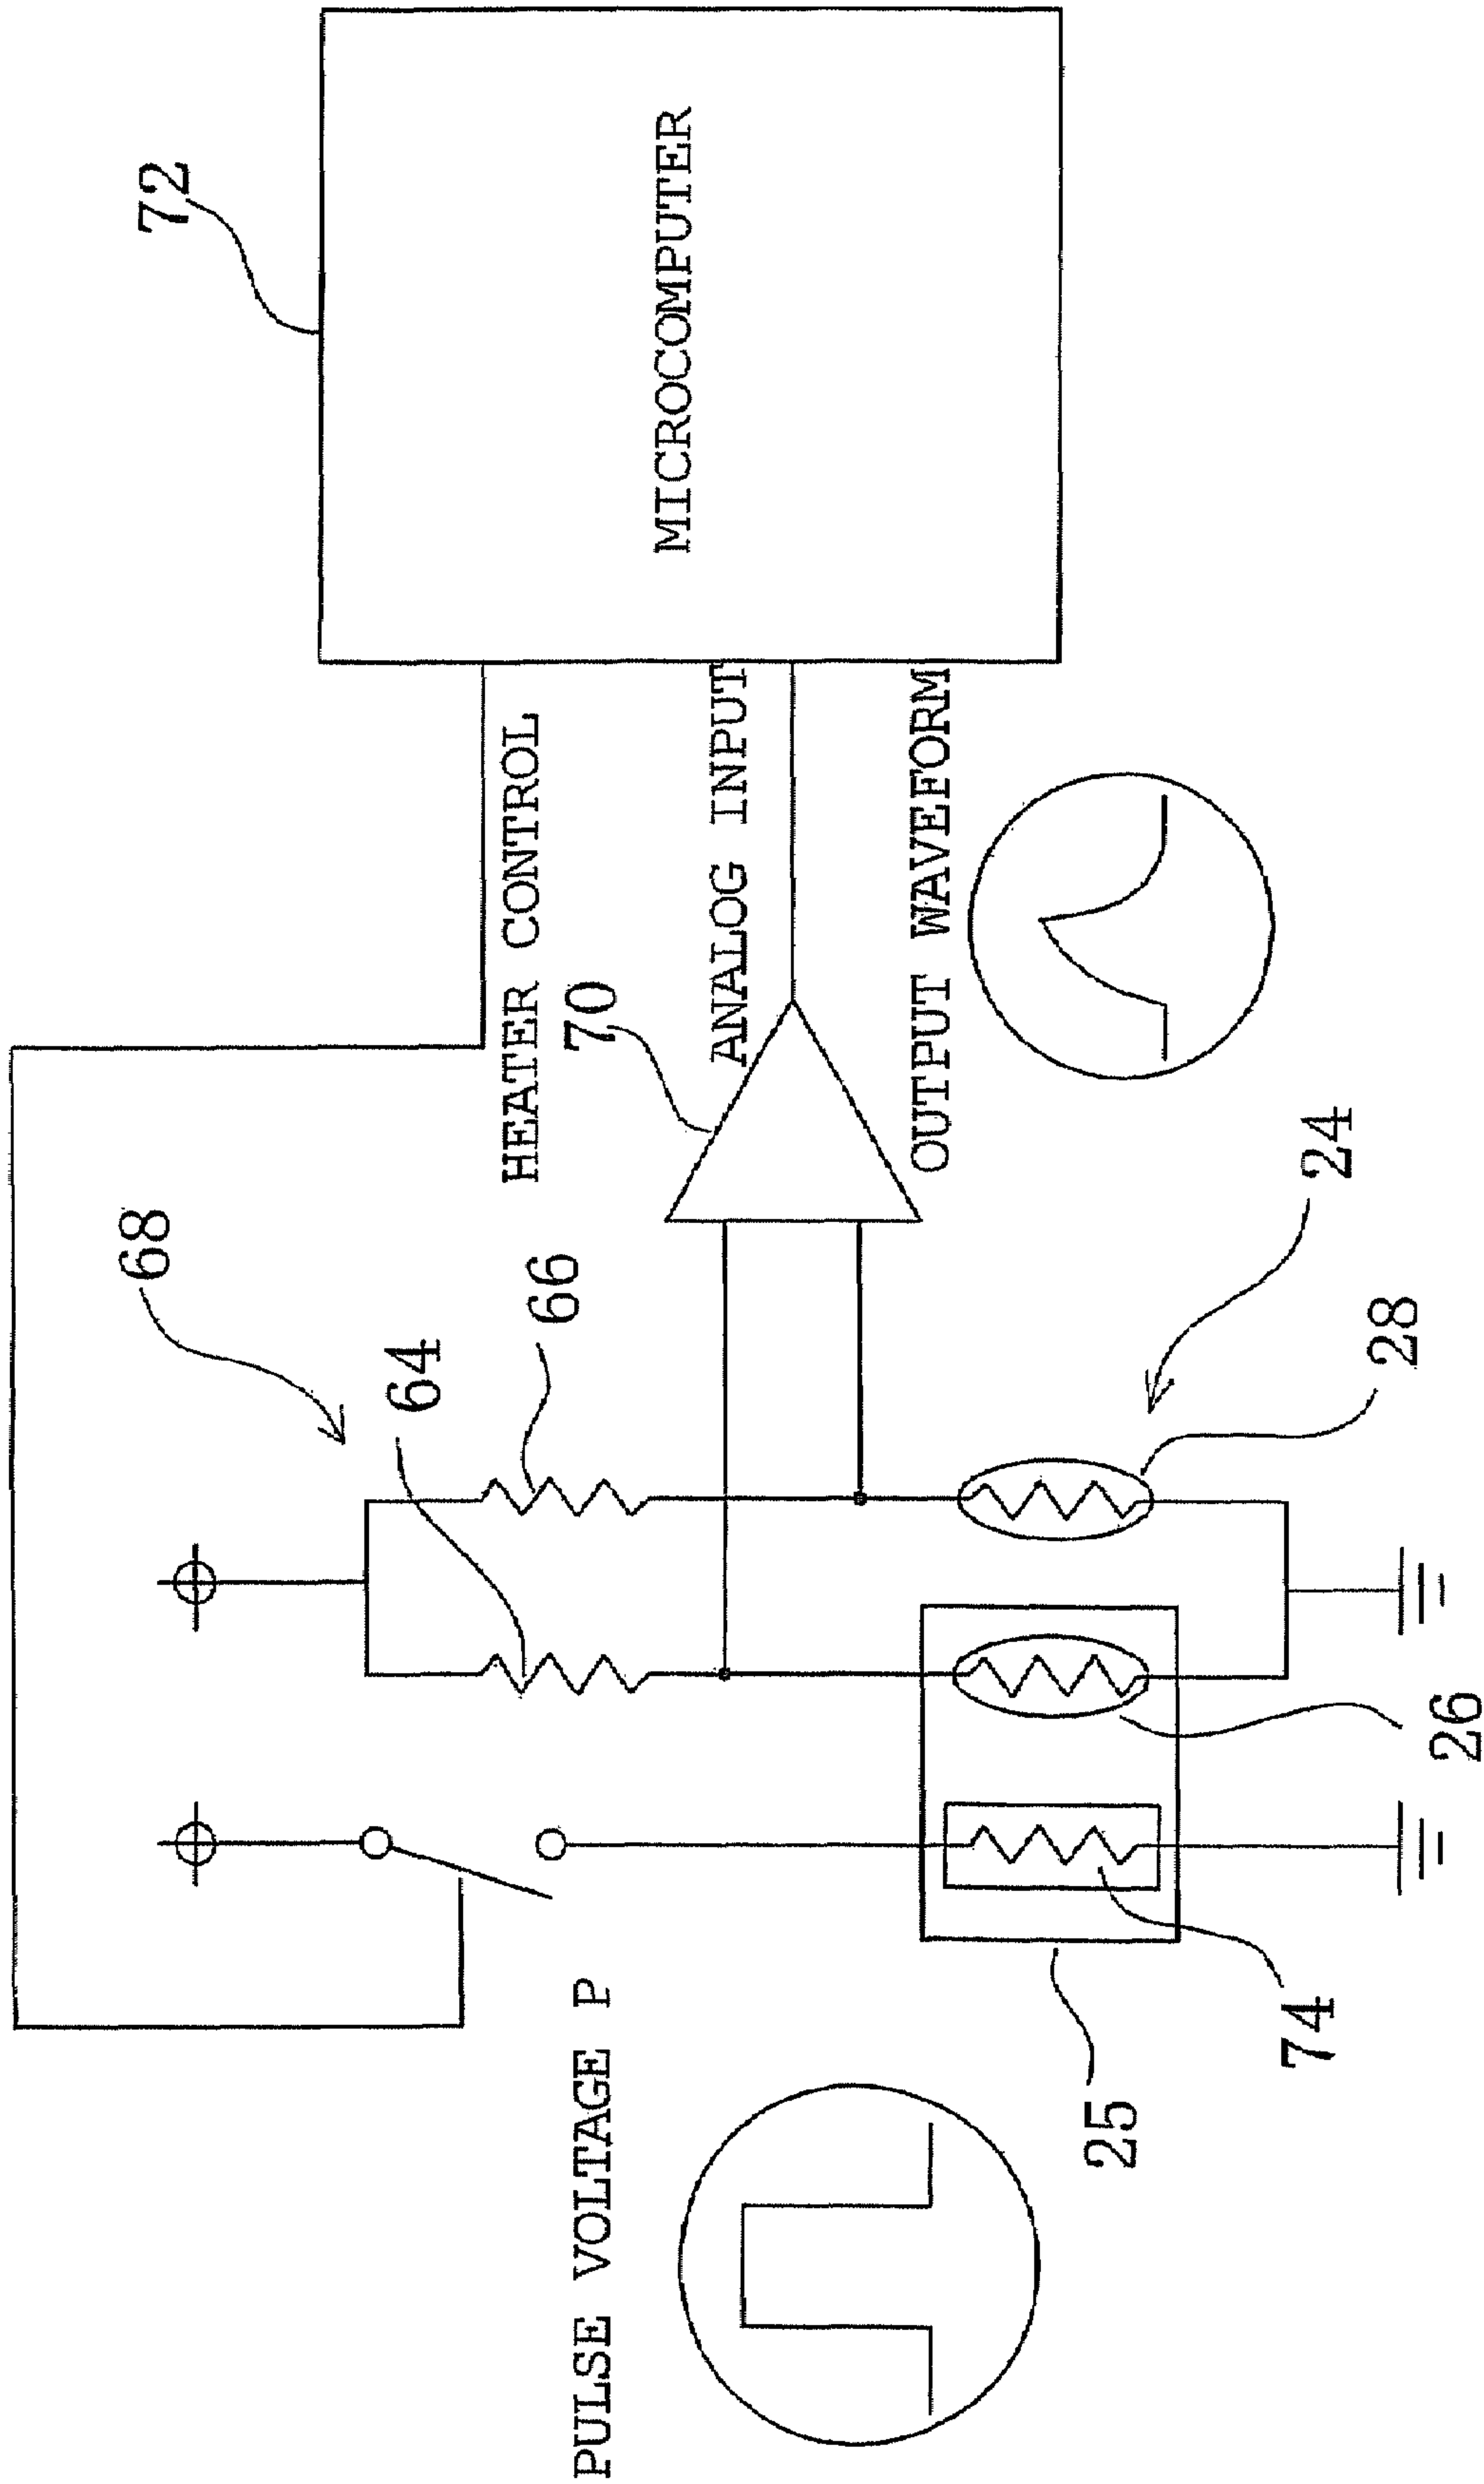 68
72
64
66
70
HEATER CONTROL
MICROCOMPUTER
PULSE VOLTAGE P
ANALOG INPUT
OUTPUT WAVEFORM
25
74
26
28
24